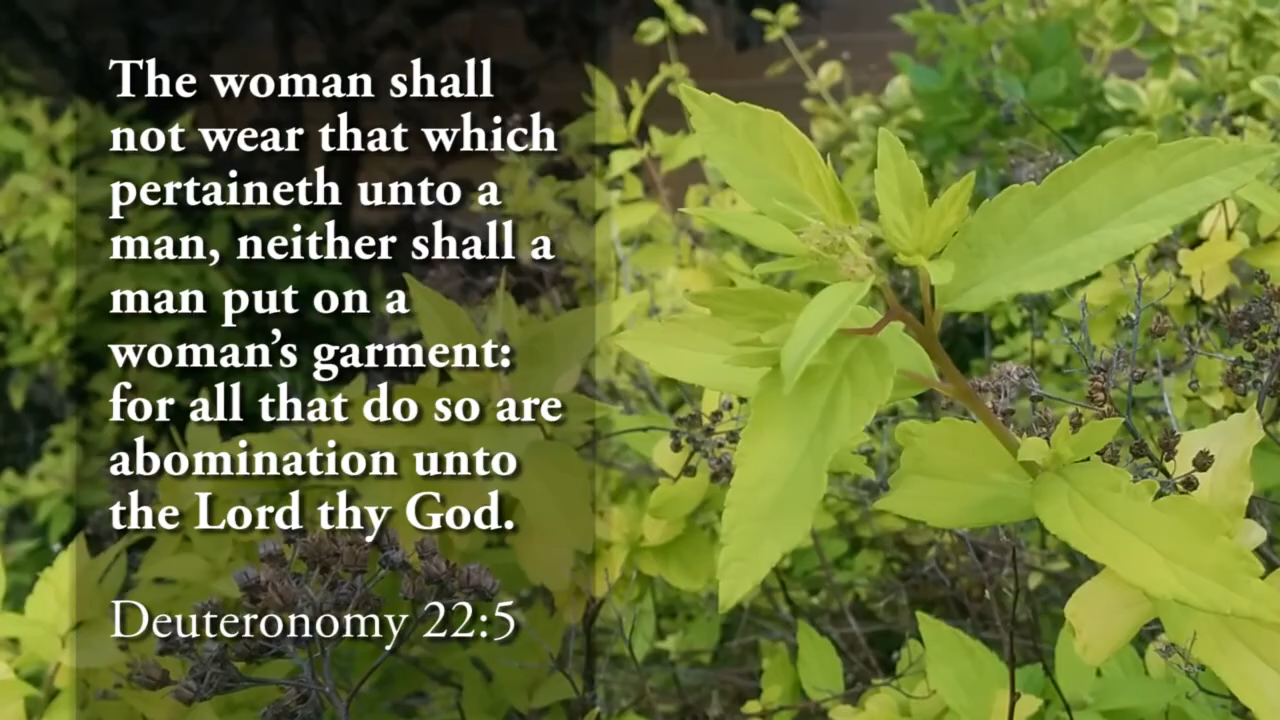 The woman shall
not wear that which
pertaineth unto a
man, neither shall a
man put on a
woman’s garment:
for all that do so are
abomination unto
the Lord thy God.
Deuteronomy 22:5